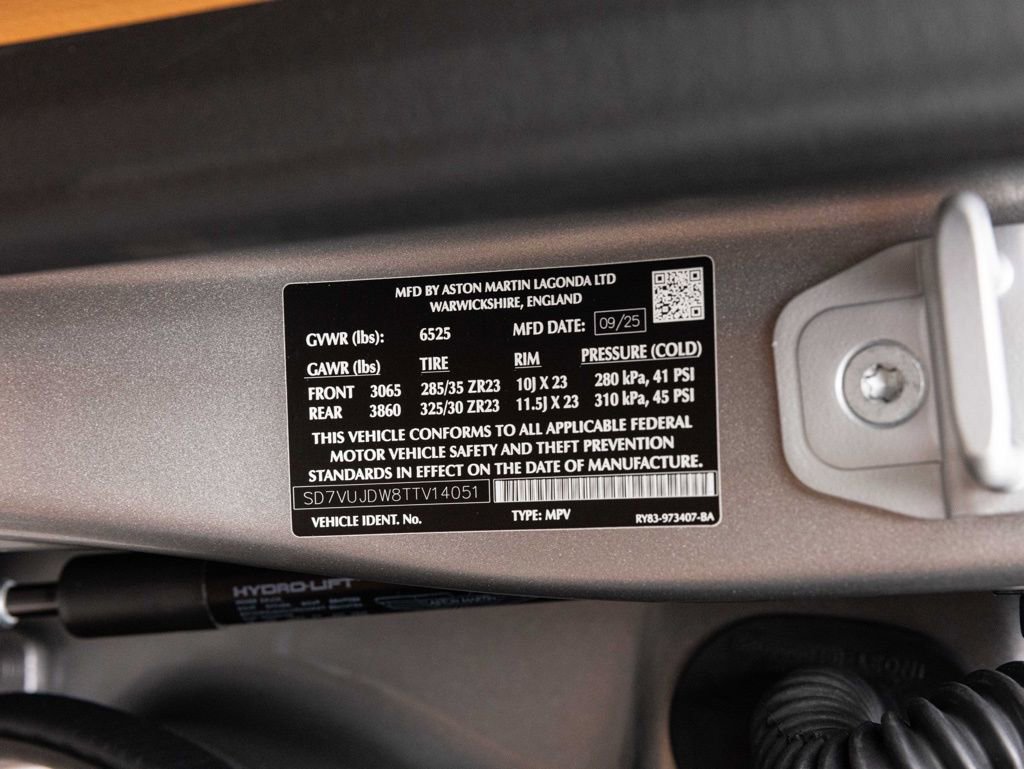 MFD BY ASTON MARTIN LAGONDA LTD
WARWICKSHIRE, ENGLAND
GVWR (lbs): 6525 MFD DATE: 09/25
GAWR (lbs) TIRE RIM PRESSURE (COLD)
FRONT 3065 285/35 ZR23 10J X 23 280 kPa, 41 PSI
REAR 3860 325/30 ZR23 11.5J X 23 310 kPa, 45 PSI
THIS VEHICLE CONFORMS TO ALL APPLICABLE FEDERAL
MOTOR VEHICLE SAFETY AND THEFT PREVENTION
STANDARDS IN EFFECT ON THE DATE OF MANUFACTURE.
SD7VUJDW8TTV14051
VEHICLE IDENT. No. TYPE: MPV RY83-973407-BA
HYDRO-LIFT